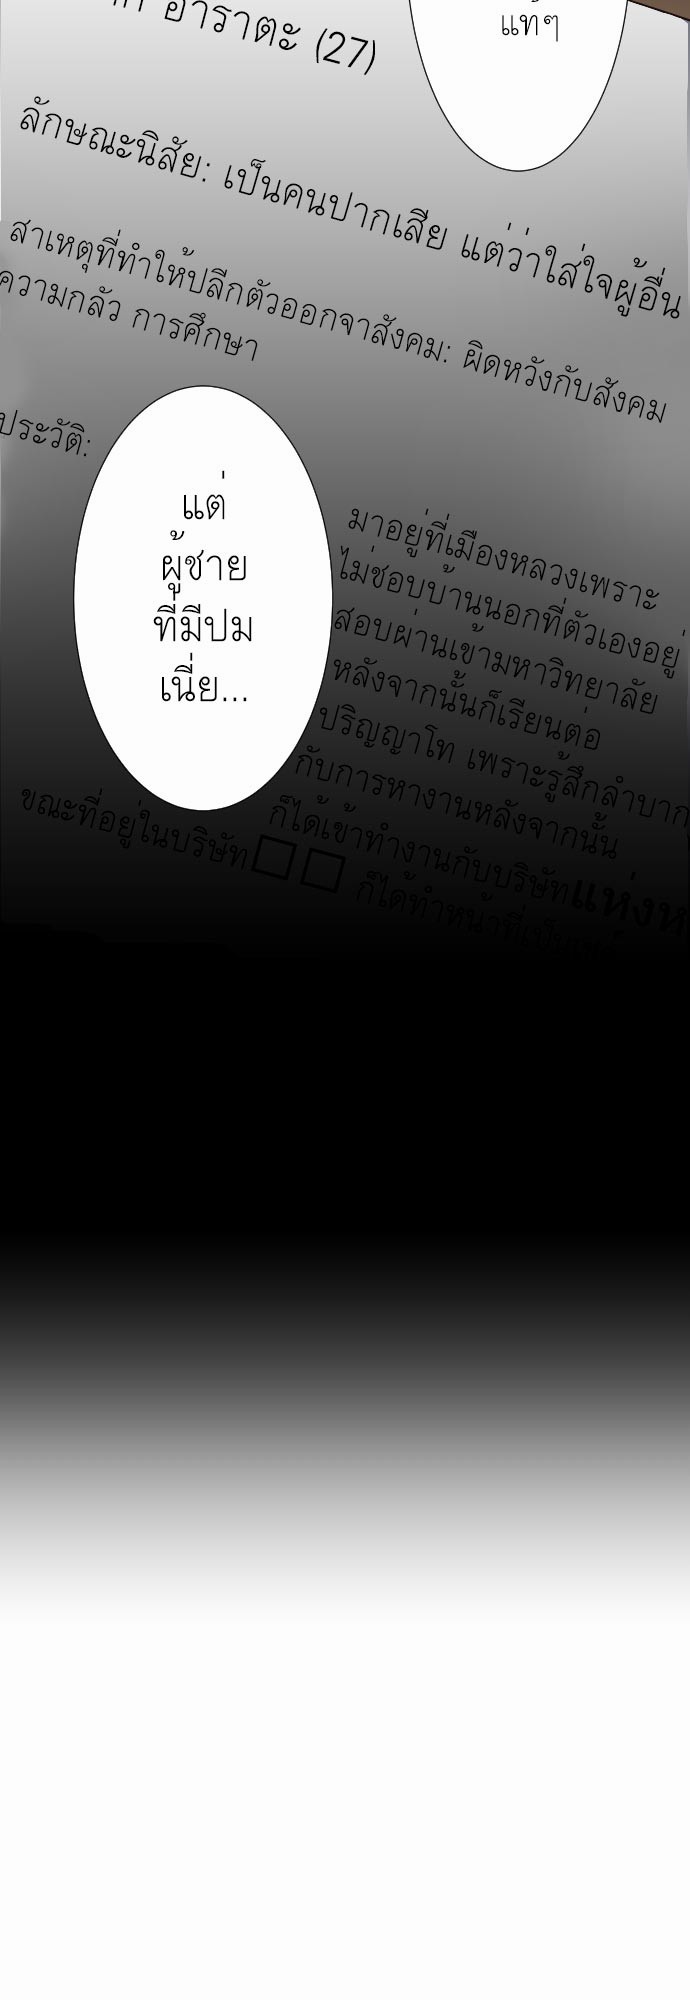 แท้ๆ
อาราตะ (27)
ลักษณะนิสัย: เป็นคนปากเสีย แต่ว่าใส่ใจผู้อื่น
สาเหตุที่ทำให้ปลีกตัวออกจาสังคม: ผิดหวังกับสังคม
ความกลัว การศึกษา
ประวัติ:
แต่
ผู้ชาย
ที่มีปม
เนี่ย...
มาอยู่ที่เมืองหลวงเพราะ
ไม่ชอบบ้านนอกที่ตัวเองอยู่
สอบผ่านเข้ามหาวิทยาลัย
หลังจากนั้นก็เรียนต่อ
ปริญญาโท เพราะรู้สึกลำบาก
กับการหางานหลังจากนั้น
ก็ได้เข้าทำงานกับบริษัทแห่งห
ขณะที่อยู่ในบริษัท□□ ก็ได้ทำหน้าที่เป็น